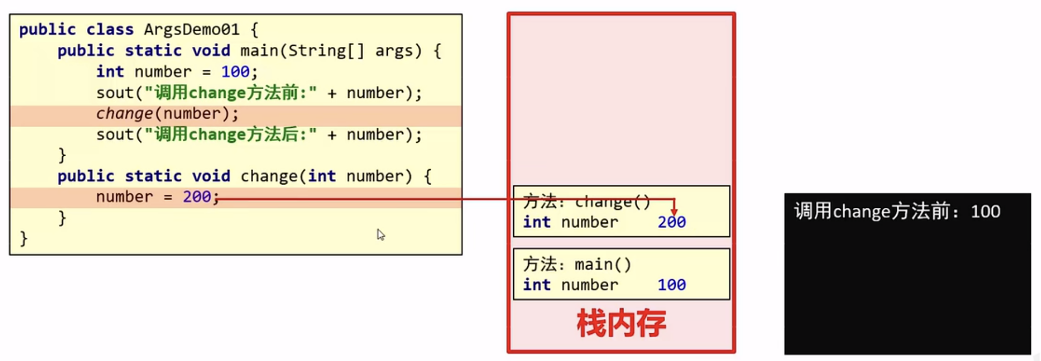 public class ArgsDemo01 {
public static void main(String[] args) {
int number = 100;
sout("调用change方法前:" + number);
change(number);
sout("调用change方法后:" + number);
}
public static void change(int number) {
number = 200;
}
}
方法：change()
int number 200
方法：main()
int number 100
栈内存
调用change方法前：100